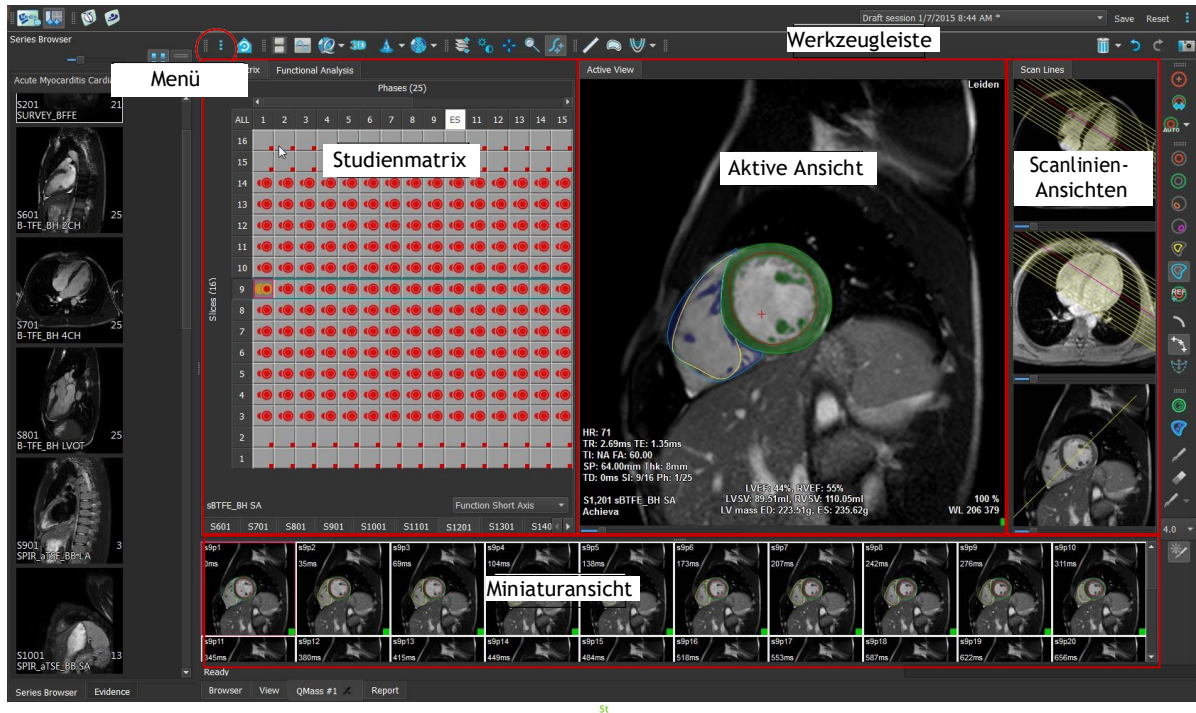 Draft session 1/7/2015 8:44 AM *
Save
Reset
Series Browser
Werkzeugleiste
Menü
Acute Myocarditis Cardi
Functional Analysis
Active View
Scan Lines
S201
21
SURVEY_BFFE
Phases (25)
Leiden
ALL 1 2 3 4 5 6 7 8 9 ES 11 12 13 14 15
16
15
14
13
12
11
10
9
8
7
6
5
4
3
2
1
Slices (16)
Studienmatrix
Aktive Ansicht
Scanlinien-
Ansichten
AUTO
REF
S601
25
B-TFE_BH 2CH
S701
25
B-TFE_BH 4CH
S801
25
B-TFE_BH LVOT
S901
3
SPIR_aTSE_BB LA
S1001
13
SPIR_aTSE_BB SA
HR: 71
TR: 2.69ms TE: 1.35ms
TI: NA FA: 60.00
SP: 64.00mm Thk: 8mm
TD: 0ms Sl: 9/16 Ph: 1/25
S1,201 sBTFE_BH SA
Achieva
LVEF: 44%, RVEF: 55%
LVSV: 89.51ml, RVSV: 110.05ml
LV mass ED: 223.51g, ES: 235.62g
100 %
WL 206 379
sBTFE_BH SA
Function Short Axis
S601 S701 S801 S901 S1001 S1101 S1201 S1301 S140
4.0
s9p1 s9p2 s9p3 s9p4 s9p5 s9p6 s9p7 s9p8 s9p9 s9p10
0ms 35ms 69ms 104ms 138ms 173ms 207ms 242ms 276ms 311ms
Miniaturansicht
s9p11 s9p12 s9p13 s9p14 s9p15 s9p16 s9p17 s9p18 s9p19 s9p20
345ms 380ms 415ms 449ms 484ms 518ms 553ms 587ms 622ms 656ms
Ready
Series Browser
Evidence
Browser
View
QMass #1
Report
St